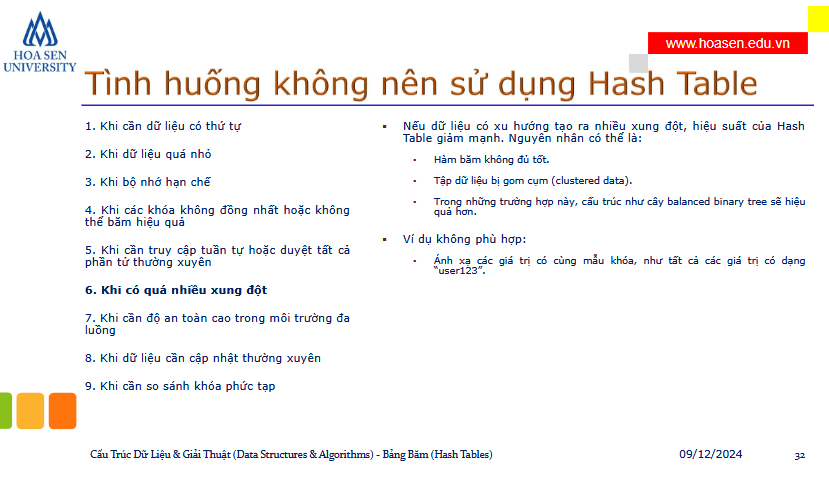 HOA SEN
UNIVERSITY
www.hoasen.edu.vn
Tình huống không nên sử dụng Hash Table
1. Khi cần dữ liệu có thứ tự
2. Khi dữ liệu quá nhỏ
3. Khi bộ nhớ hạn chế
4. Khi các khóa không đồng nhất hoặc không
thể băm hiệu quả
5. Khi cần truy cập tuần tự hoặc duyệt tất cả
phần tử thường xuyên
6. Khi có quá nhiều xung đột
7. Khi cần độ an toàn cao trong môi trường đa
luồng
8. Khi dữ liệu cần cập nhật thường xuyên
9. Khi cần so sánh khóa phức tạp
▪ Nếu dữ liệu có xu hướng tạo ra nhiều xung đột, hiệu suất của Hash
Table giảm mạnh. Nguyên nhân có thể là:
▪ Hàm băm không đủ tốt.
▪ Tập dữ liệu bị gom cụm (clustered data).
▪ Trong những trường hợp này, cấu trúc như cây balanced binary tree sẽ hiệu
quả hơn.
▪ Ví dụ không phù hợp:
▪ Ánh xạ các giá trị có cùng mẫu khóa, như tất cả các giá trị có dạng
“user123”.
Cấu Trúc Dữ Liệu & Giải Thuật (Data Structures & Algorithms) - Bảng Băm (Hash Tables)
09/12/2024
32